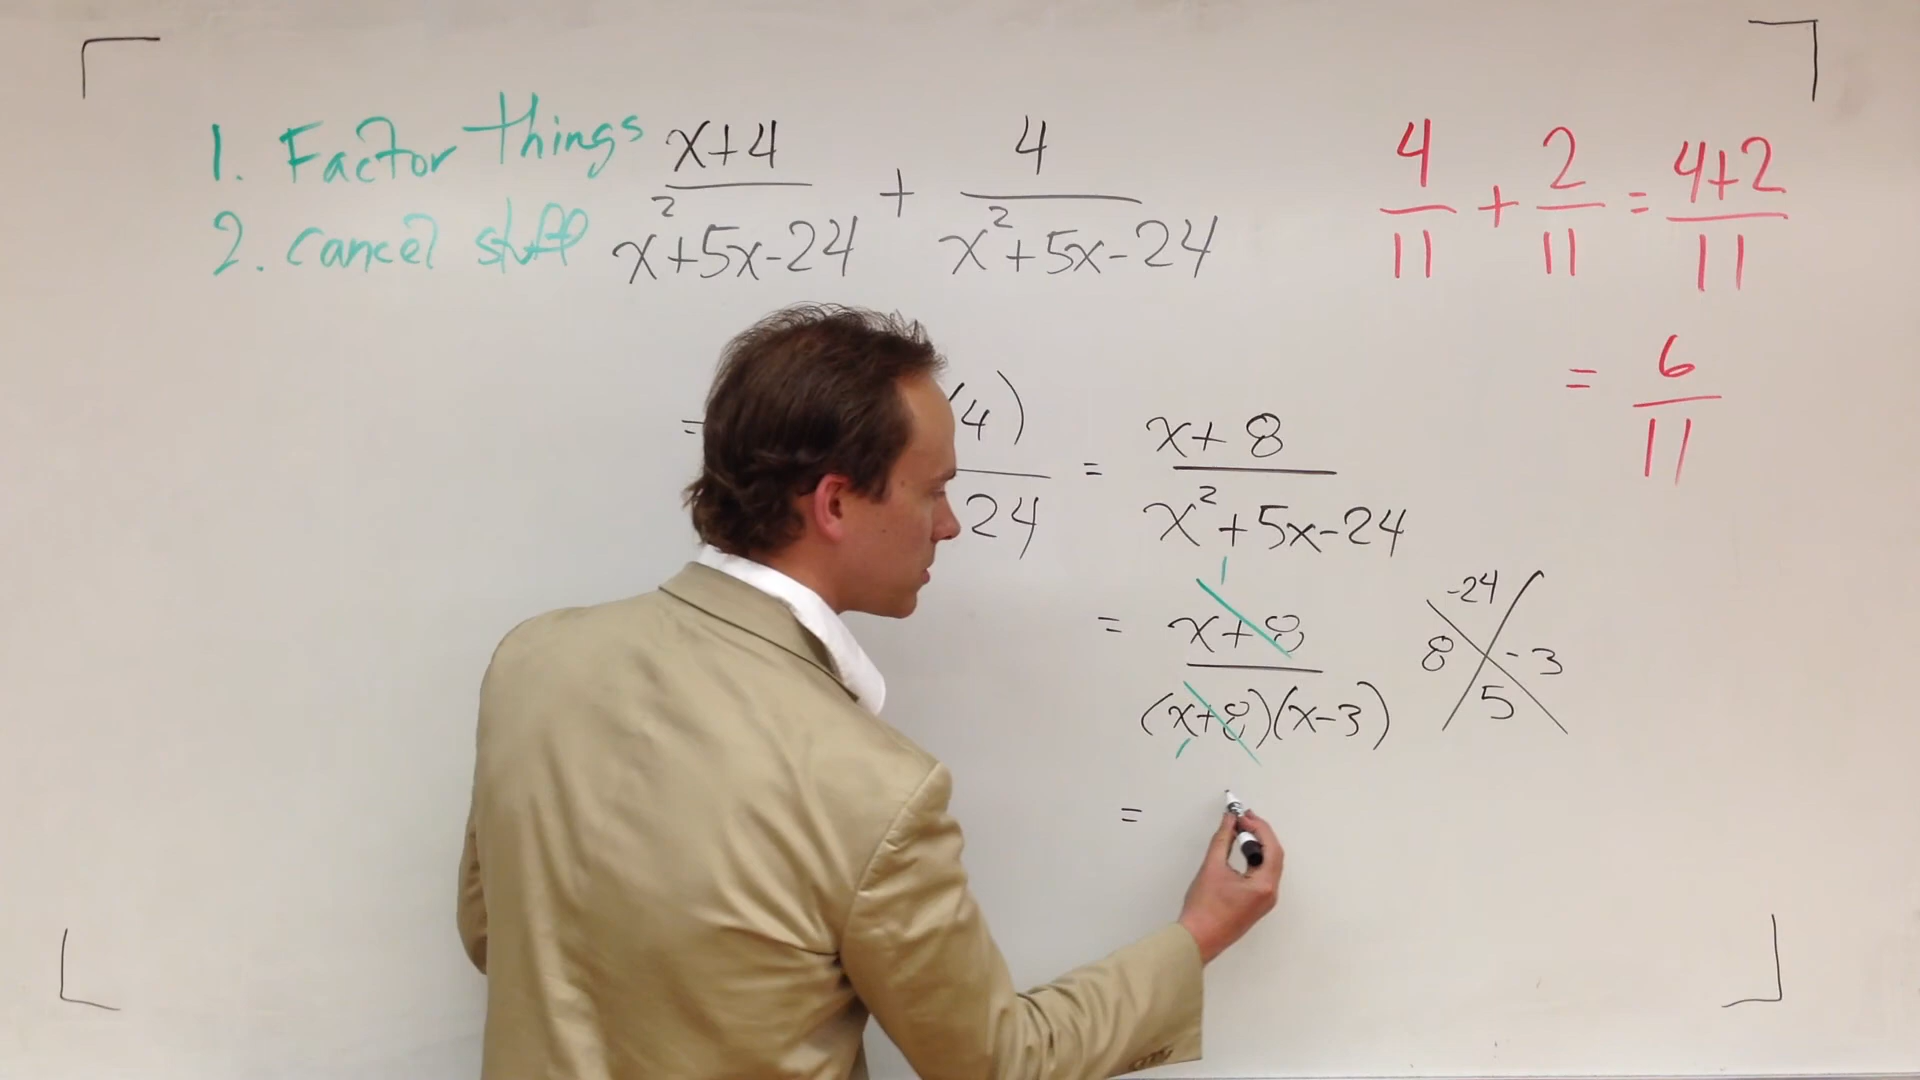 1. Factor things
2. cancel stuff
x+4 / x²+5x-24 + 4 / x²+5x-24
4/11 + 2/11 = 4+2/11
= 6/11
= (4) / 24 = x+8 / x²+5x-24
= x+8 / (x+8)(x-3)
1
1
-24
8 -3
5
=